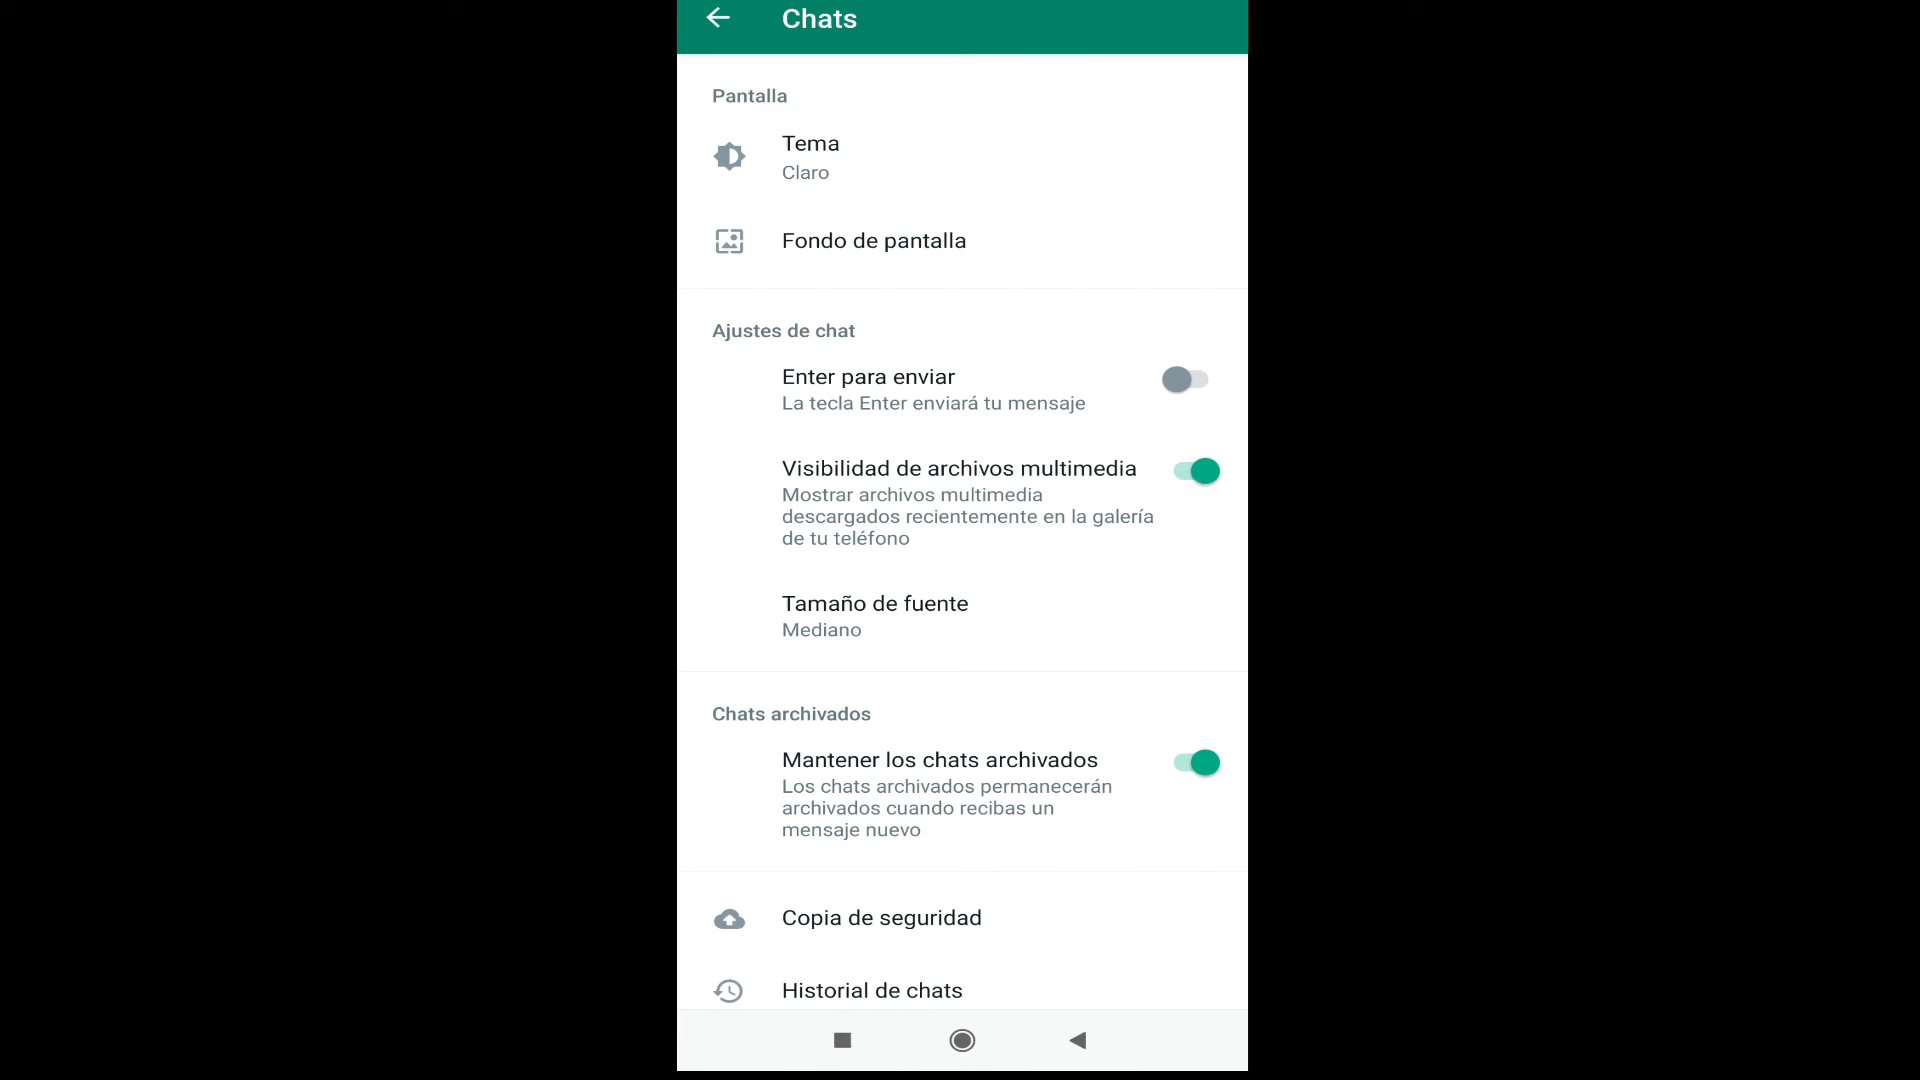 Chats
Pantalla
Tema
Claro
Fondo de pantalla
Ajustes de chat
Enter para enviar
La tecla Enter enviará tu mensaje
Visibilidad de archivos multimedia
Mostrar archivos multimedia
descargados recientemente en la galería
de tu teléfono
Tamaño de fuente
Mediano
Chats archivados
Mantener los chats archivados
Los chats archivados permanecerán
archivados cuando recibas un
mensaje nuevo
Copia de seguridad
Historial de chats